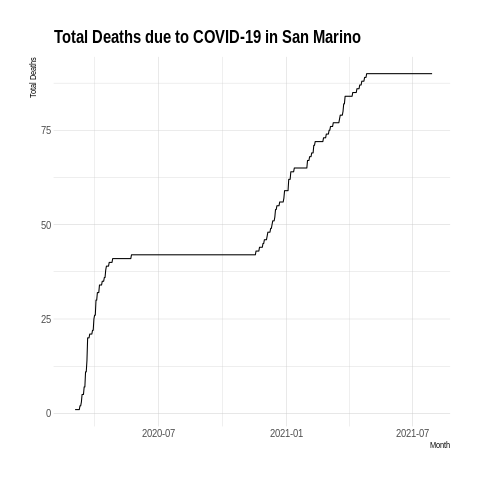 Total Deaths due to COVID-19 in San Marino
Total Deaths
75
50
25
0
2020-07
2021-01
2021-07
Month